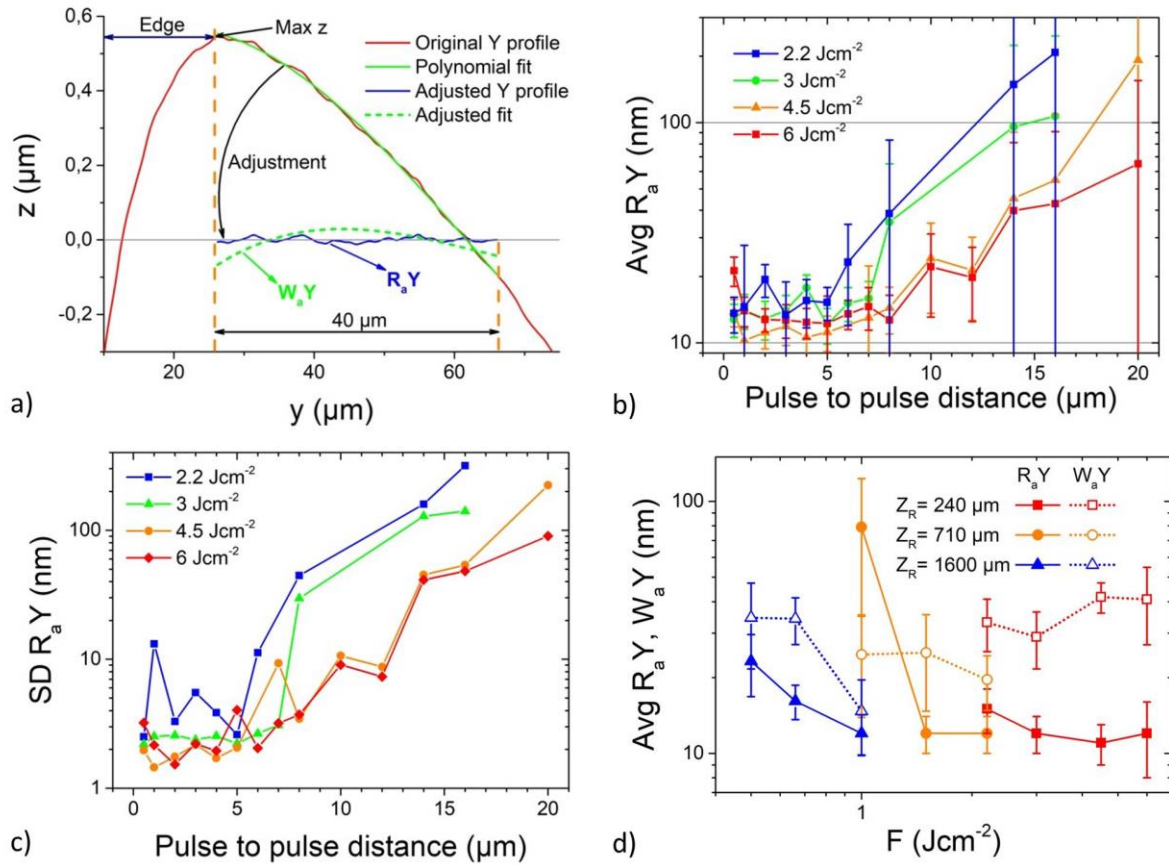 0,6
0,4
0,2
0,0
-0,2
z (μm)
Edge
Max z
Original Y profile
Polynomial fit
Adjusted Y profile
Adjusted fit
Adjustment
WaY
RaY
40 μm
20 40 60
y (μm)
a)
100
10
Avg RaY (nm)
2.2 Jcm-2
3 Jcm-2
4.5 Jcm-2
6 Jcm-2
0 5 10 15 20
Pulse to pulse distance (μm)
b)
100
10
1
SD RaY (nm)
2.2 Jcm-2
3 Jcm-2
4.5 Jcm-2
6 Jcm-2
0 5 10 15 20
Pulse to pulse distance (μm)
c)
100
10
Avg RaY , WaY (nm)
RaY WaY
ZR= 240 μm
ZR= 710 μm
ZR= 1600 μm
1
F (Jcm-2)
d)